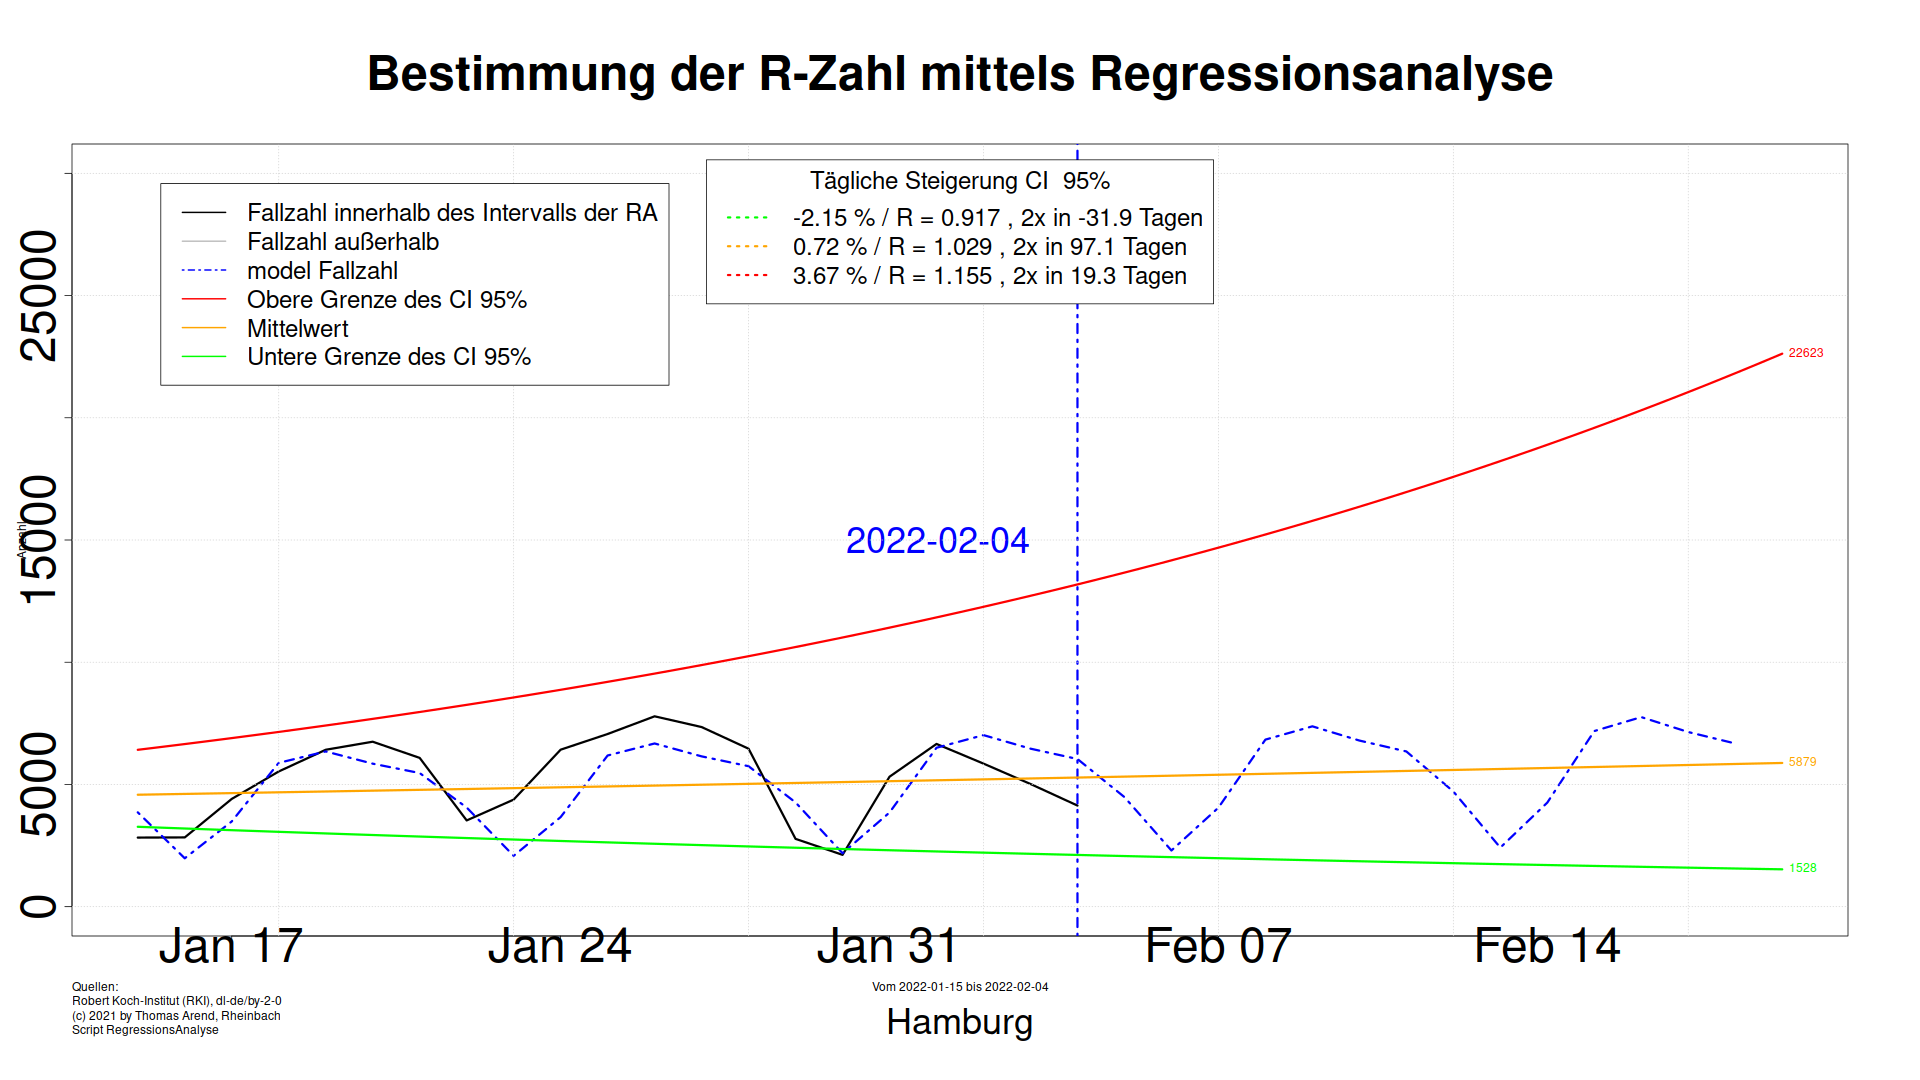 Bestimmung der R-Zahl mittels Regressionsanalyse
Fallzahl innerhalb des Intervalls der RA
Fallzahl außerhalb
model Fallzahl
Obere Grenze des CI 95%
Mittelwert
Untere Grenze des CI 95%
Tägliche Steigerung CI  95%
-2.15 % / R = 0.917 , 2x in -31.9 Tagen
0.72 % / R = 1.029 , 2x in 97.1 Tagen
3.67 % / R = 1.155 , 2x in 19.3 Tagen
25000
15000
5000
0
Anzahl
2022-02-04
22623
5879
1528
Jan 17
Jan 24
Jan 31
Feb 07
Feb 14
Quellen:
Robert Koch-Institut (RKI), dl-de/by-2-0
(c) 2021 by Thomas Arend, Rheinbach
Script RegressionsAnalyse
Vom 2022-01-15 bis 2022-02-04
Hamburg